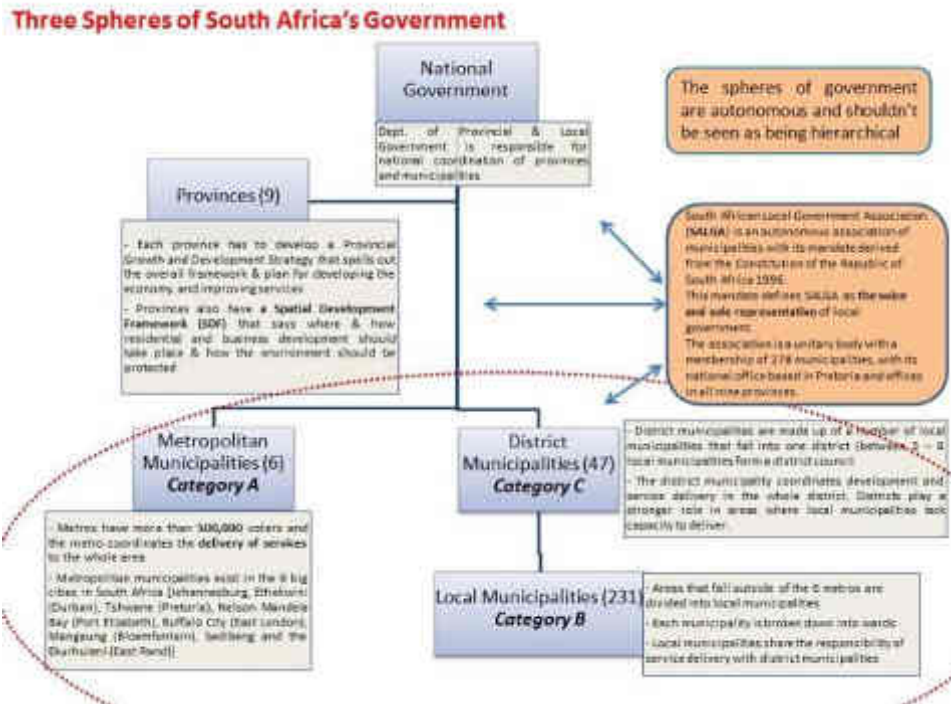 Three Spheres of South Africa's Government
National
Government
Dept. of Provincial & Local
Government is responsible for
national coordination of provinces
and municipalities
The spheres of government
are autonomous and shouldn't
be seen as being hierarchical
Provinces (9)
- Each province has to develop a Provincial
Growth and Development Strategy that spells out
the overall framework & plan for developing the
economy and improving services
- Provinces also have a Spatial Development
Framework (SDF) that says where & how
residential and business development should
take place & how the environment should be
protected
South African Local Government Association
(SALGA) is an autonomous association of
municipalities with its mandate derived
from the Constitution of the Republic of
South Africa 1996.
This mandate defines SALGA as the voice
and sole representation of local
government.
The association is a unitary body with a
membership of 278 municipalities, with its
national office based in Pretoria and offices
in all nine provinces.
Metropolitan
Municipalities (6)
Category A
- Metros have more than 500,000 voters and
the metro coordinates the delivery of services
to the whole area
- Metropolitan municipalities exist in the
big
cities in South Africa (Johannesburg, Ethekwini
(Durban), Tshwane (Pretoria), Nelson Mandela
Bay (Port Elizabeth), Buffalo City (East London),
Mangaung (Bloemfontein), Sedibeng and the
Ekurhuleni (East Rand))
District
Municipalities (47)
Category C
- District municipalities are made up of a number of local
municipalities that fall into one district (between
local municipalities form a district council)
- The district municipality coordinates development and
service delivery in the whole district. Districts play a
stronger role in areas where local municipalities lack
capacity to deliver.
Local Municipalities (231)
Category B
- Areas that fall outside of the 6 metros are
divided into local municipalities
- Each municipality is broken down into wards
- Local municipalities share the responsibility of
service delivery with district municipalities